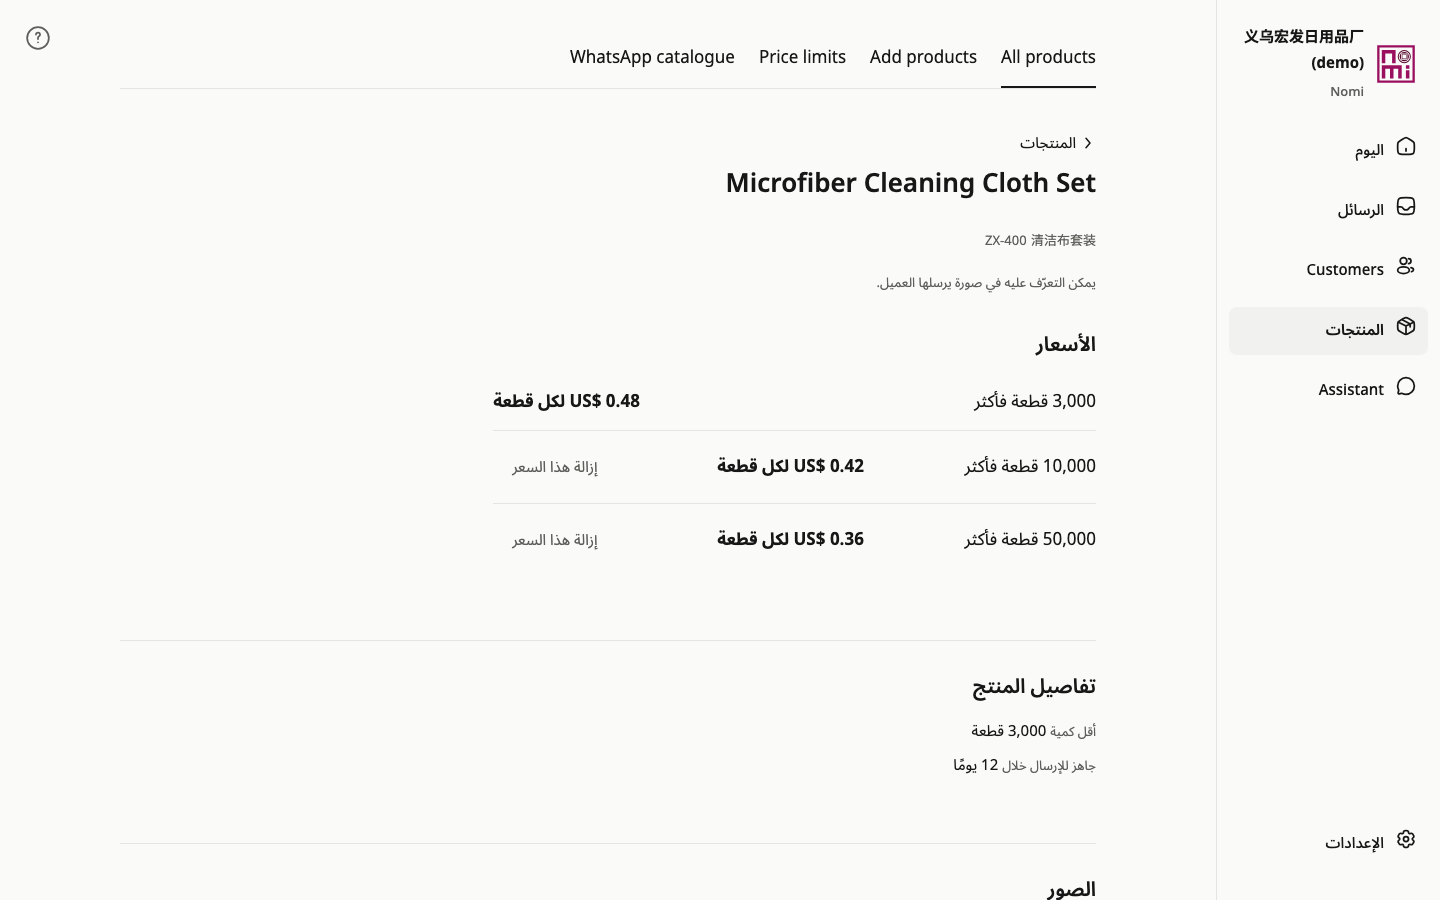 义乌宏发日用品厂
(demo)
Nomi
اليوم
الرسائل
Customers
المنتجات
Assistant
الإعدادات
All products
Add products
Price limits
WhatsApp catalogue
المنتجات
Microfiber Cleaning Cloth Set
ZX-400 清洁布套装
يمكن التعرّف عليه في صورة يرسلها العميل.
الأسعار
3,000 قطعة فأكثر US$ 0.48 لكل قطعة
10,000 قطعة فأكثر US$ 0.42 لكل قطعة إزالة هذا السعر
50,000 قطعة فأكثر US$ 0.36 لكل قطعة إزالة هذا السعر
تفاصيل المنتج
أقل كمية 3,000 قطعة
جاهز للإرسال خلال 12 يومًا
الصور